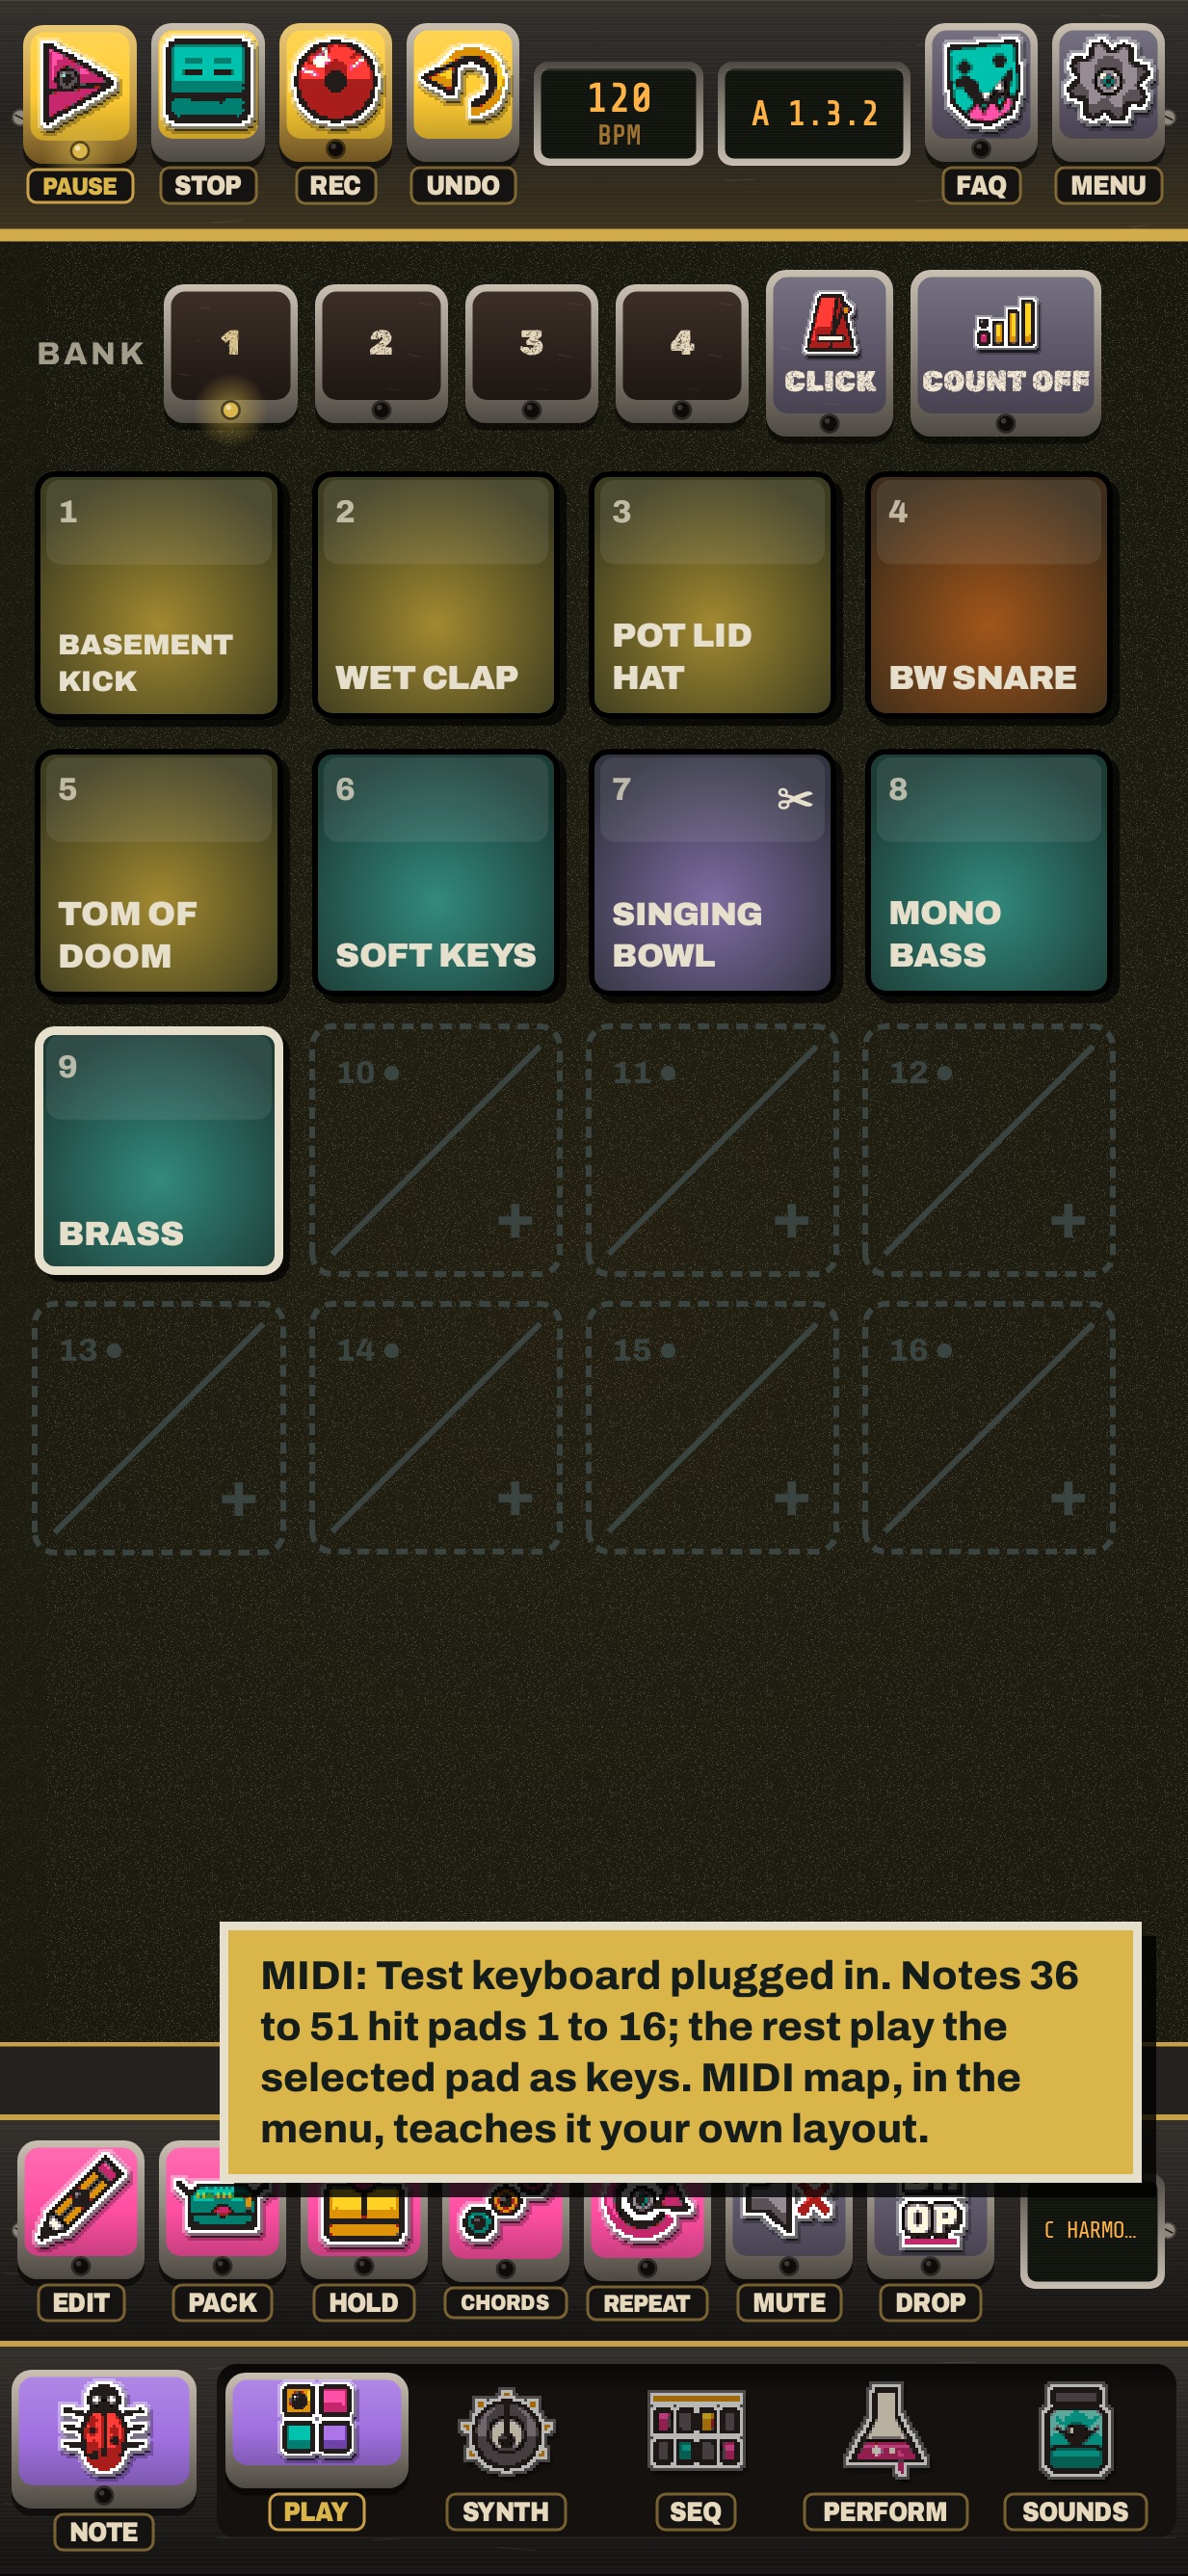 120
BPM
A 1.3.2
PAUSE STOP REC UNDO FAQ MENU
BANK 1 2 3 4 CLICK COUNT OFF
1 2 3 4
BASEMENT
KICK
WET CLAP
POT LID
HAT
BW SNARE
5 6 7 8
TOM OF
DOOM
SOFT KEYS
SINGING
BOWL
MONO
BASS
9 10 11 12
BRASS
13 14 15 16
MIDI: Test keyboard plugged in. Notes 36
to 51 hit pads 1 to 16; the rest play the
selected pad as keys. MIDI map, in the
menu, teaches it your own layout.
OP
C HARMO…
EDIT PACK HOLD CHORDS REPEAT MUTE DROP
NOTE PLAY SYNTH SEQ PERFORM SOUNDS